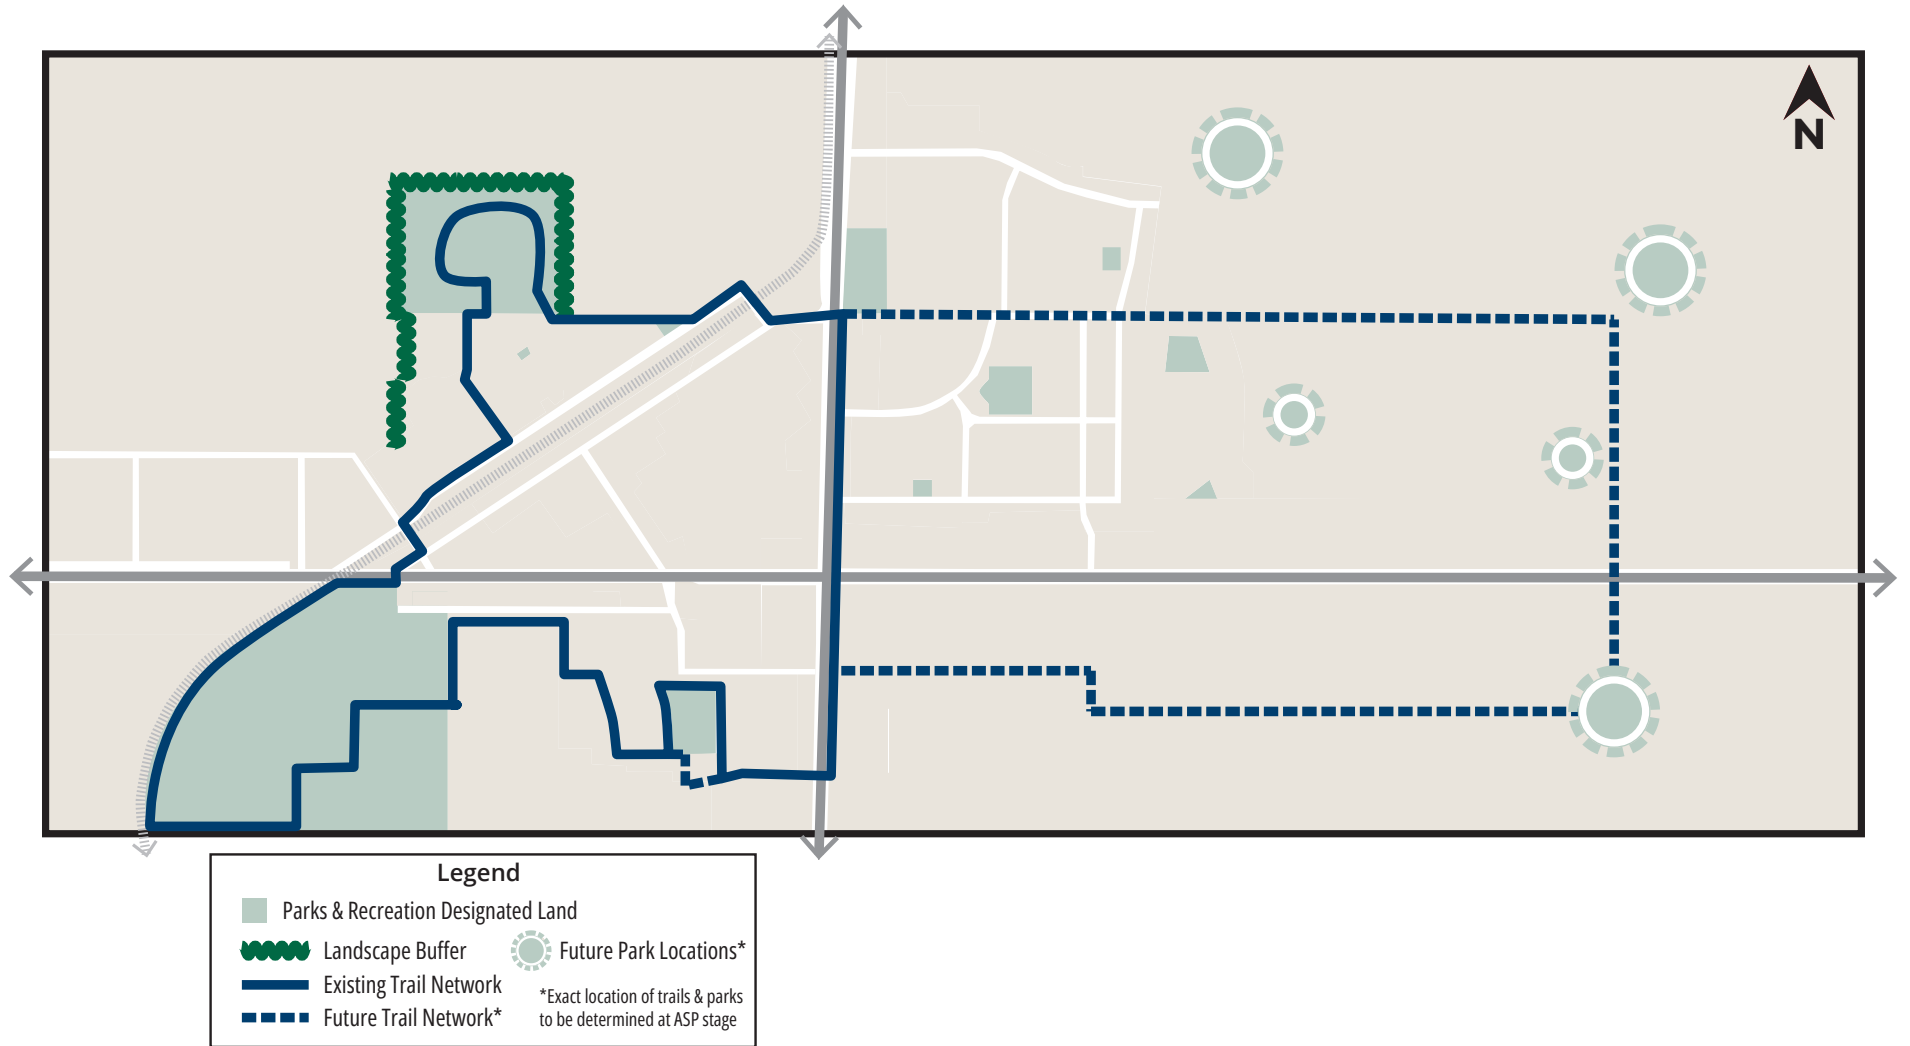 N
Legend
Parks & Recreation Designated Land
Landscape Buffer
Future Park Locations*
Existing Trail Network
Future Trail Network*
*Exact location of trails & parks
to be determined at ASP stage